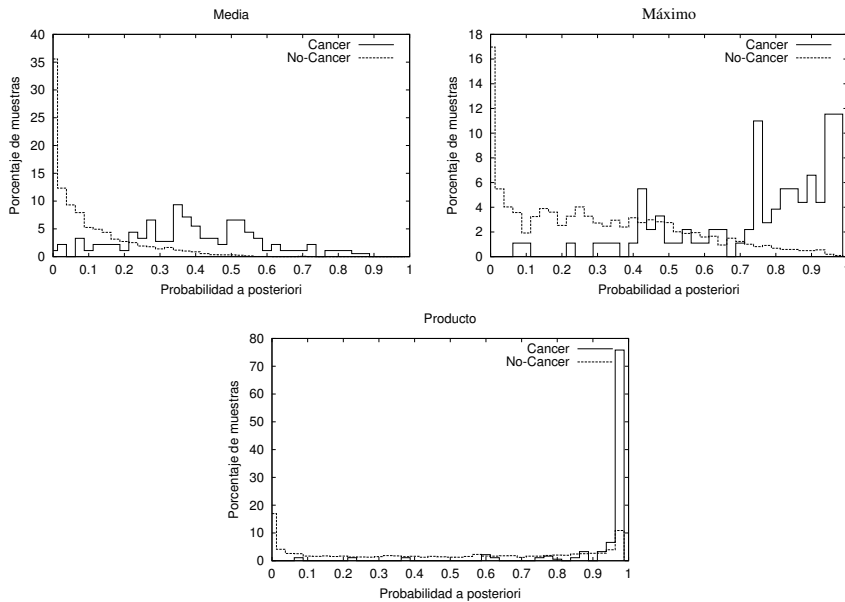 Media
40
35
30
25
20
15
10
5
0
Porcentaje de muestras
Cancer
No-Cancer
0 0.1 0.2 0.3 0.4 0.5 0.6 0.7 0.8 0.9 1
Probabilidad a posteriori
Máximo
18
16
14
12
10
8
6
4
2
0
Porcentaje de muestras
Cancer
No-Cancer
0 0.1 0.2 0.3 0.4 0.5 0.6 0.7 0.8 0.9 1
Probabilidad a posteriori
Producto
80
70
60
50
40
30
20
10
0
Porcentaje de muestras
Cancer
No-Cancer
0 0.1 0.2 0.3 0.4 0.5 0.6 0.7 0.8 0.9 1
Probabilidad a posteriori